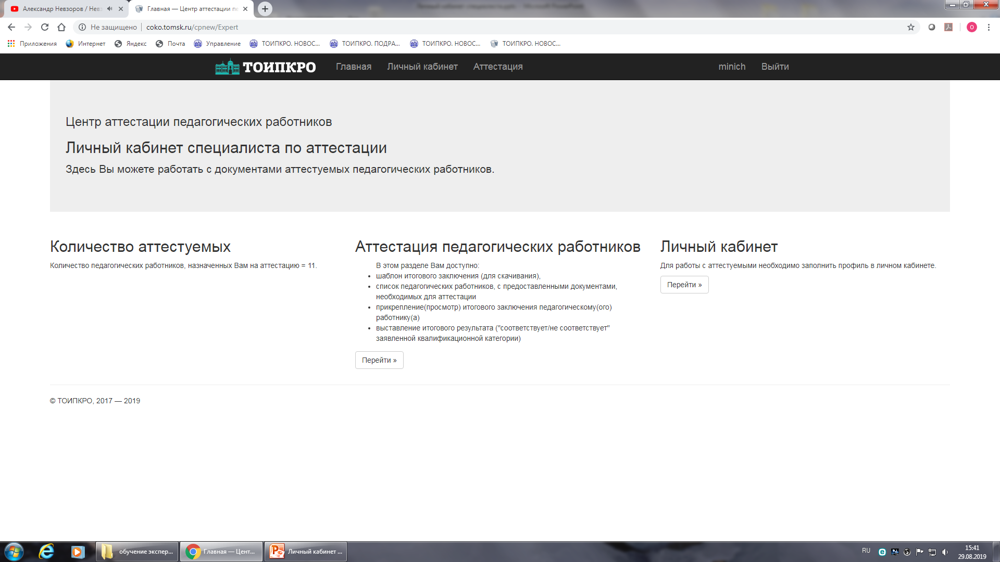 Александр Невзоров / Невз
Главная — Центр аттестации пе
Не защищено
coko.tomsk.ru/cpnew/Expert
О
Приложения
Интернет
Яндекс
Почта
Управление
ТОИПКРО. НОВОС...
ТОИПКРО. ПОДРА...
ТОИПКРО. НОВОС...
ТОИПКРО. НОВОС...
ТОИПКРО
Главная
Личный кабинет
Аттестация
minich
Выйти
Центр аттестации педагогических работников
Личный кабинет специалиста по аттестации
Здесь Вы можете работать с документами аттестуемых педагогических работников.
Количество аттестуемых
Количество педагогических работников, назначенных Вам на аттестацию = 11.
Аттестация педагогических работников
В этом разделе Вам доступно:
• шаблон итогового заключения (для скачивания),
• список педагогических работников, с предоставленными документами,
необходимых для аттестации
• прикрепление(просмотр) итогового заключения педагогическому(ого)
работнику(а)
• выставление итогового результата ("соответствует/не соответствует"
заявленной квалификационной категории)
Перейти »
Личный кабинет
Для работы с аттестуемыми необходимо заполнить профиль в личном кабинете.
Перейти »
© ТОИПКРО, 2017 — 2019
обучение экспер...
Главная — Цент...
Личный кабинет ...
RU
15:41
29.08.2019